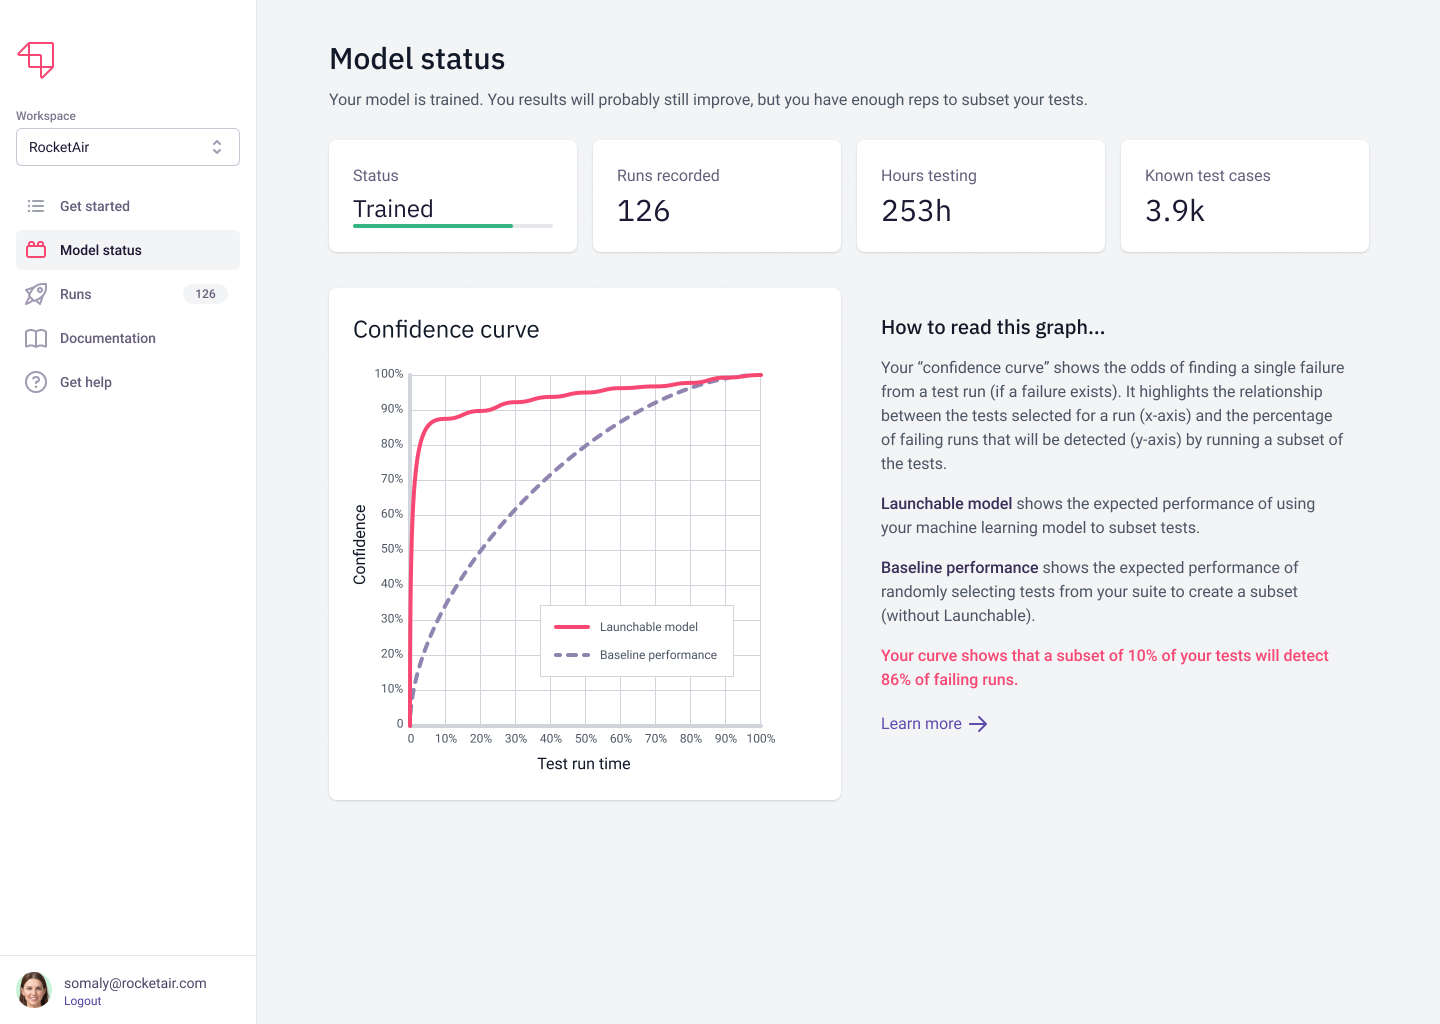 Workspace
RocketAir
Get started
Model status
Runs
126
Documentation
Get help
somaly@rocketair.com
Logout
Model status
Your model is trained. You results will probably still improve, but you have enough reps to subset your tests.
Status
Trained
Runs recorded
126
Hours testing
253h
Known test cases
3.9k
Confidence curve
100%
90%
80%
70%
60%
50%
40%
30%
20%
10%
0
Confidence
Launchable model
Baseline performance
0 10% 20% 30% 40% 50% 60% 70% 80% 90% 100%
Test run time
How to read this graph...
Your “confidence curve” shows the odds of finding a single failure
from a test run (if a failure exists). It highlights the relationship
between the tests selected for a run (x-axis) and the percentage
of failing runs that will be detected (y-axis) by running a subset of
the tests.
Launchable model shows the expected performance of using
your machine learning model to subset tests.
Baseline performance shows the expected performance of
randomly selecting tests from your suite to create a subset
(without Launchable).
Your curve shows that a subset of 10% of your tests will detect
86% of failing runs.
Learn more